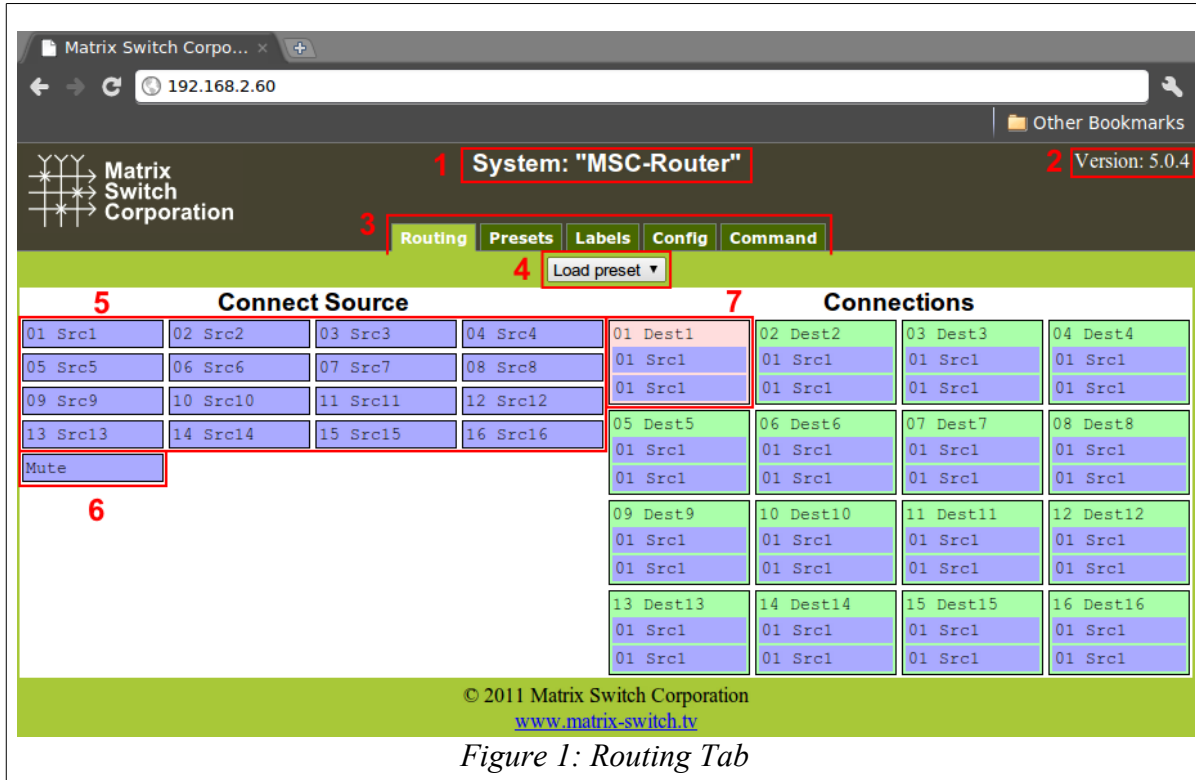 Matrix Switch Corpo...
192.168.2.60
Other Bookmarks
Matrix
Switch
Corporation
1 System: "MSC-Router"
2 Version: 5.0.4
3 Routing Presets Labels Config Command
4 Load preset
5 Connect Source 7 Connections
01 Src1 02 Src2 03 Src3 04 Src4
05 Src5 06 Src6 07 Src7 08 Src8
09 Src9 10 Src10 11 Src11 12 Src12
13 Src13 14 Src14 15 Src15 16 Src16
Mute
6
01 Dest1 02 Dest2 03 Dest3 04 Dest4
01 Src1 01 Src1 01 Src1 01 Src1
01 Src1 01 Src1 01 Src1 01 Src1
05 Dest5 06 Dest6 07 Dest7 08 Dest8
01 Src1 01 Src1 01 Src1 01 Src1
01 Src1 01 Src1 01 Src1 01 Src1
09 Dest9 10 Dest10 11 Dest11 12 Dest12
01 Src1 01 Src1 01 Src1 01 Src1
01 Src1 01 Src1 01 Src1 01 Src1
13 Dest13 14 Dest14 15 Dest15 16 Dest16
01 Src1 01 Src1 01 Src1 01 Src1
01 Src1 01 Src1 01 Src1 01 Src1
© 2011 Matrix Switch Corporation
www.matrix-switch.tv
Figure 1: Routing Tab